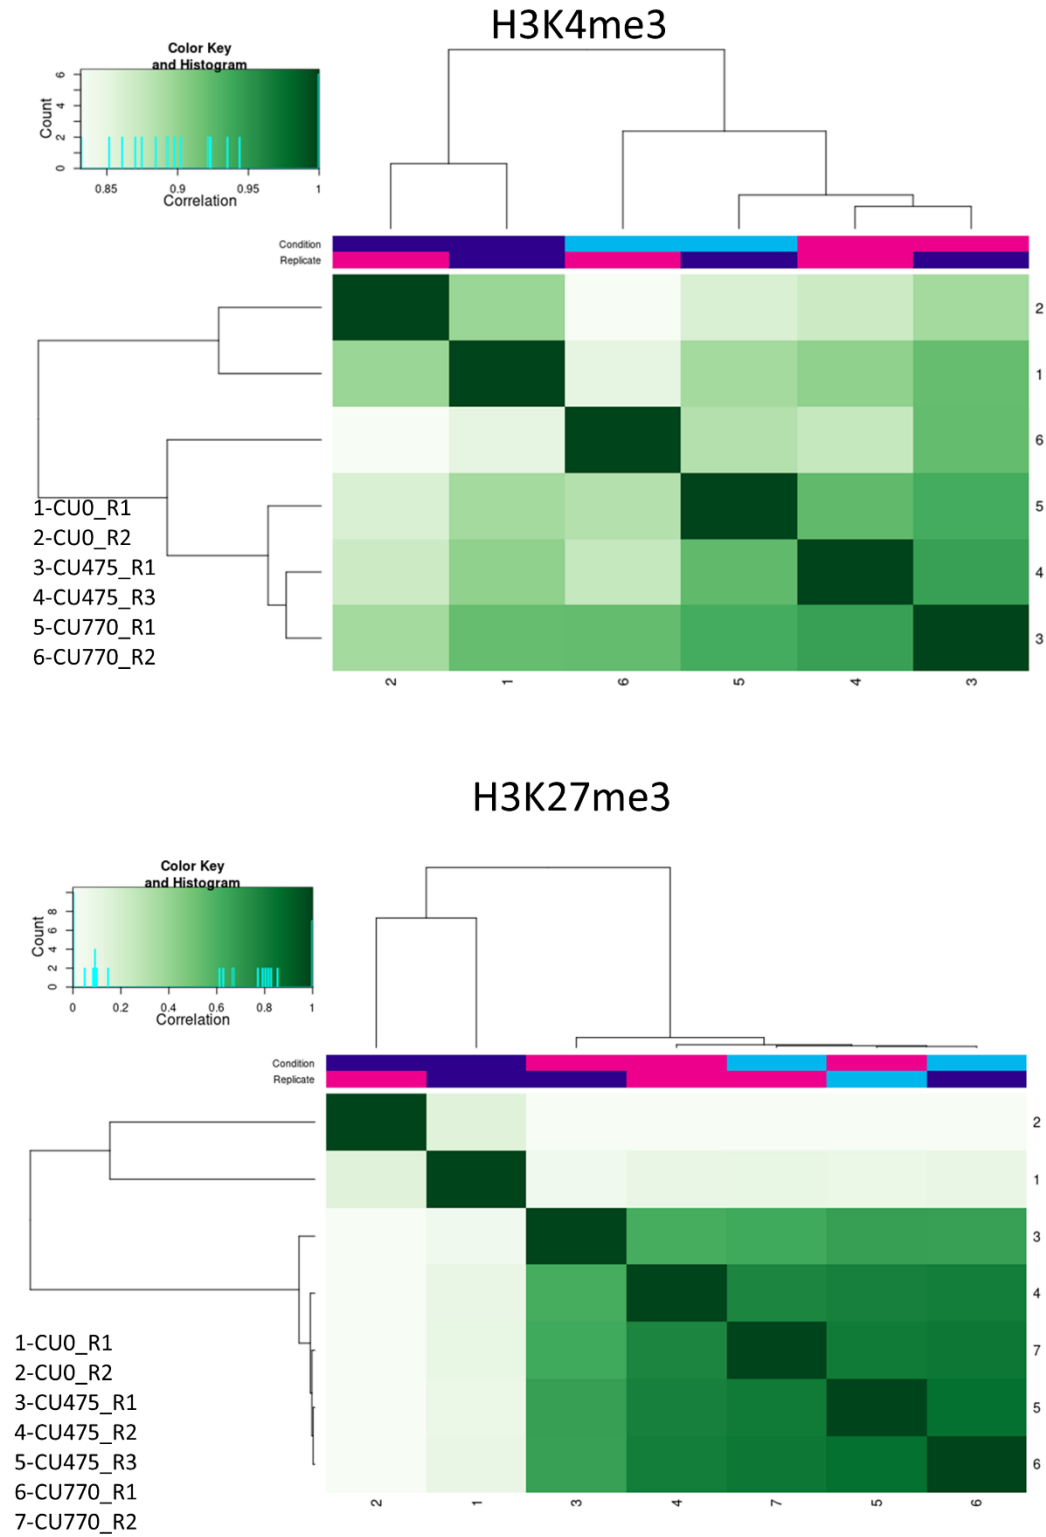 H3K4me3
Color Key
and Histogram
Count
0 2 4 6
0.85 0.9 0.95 1
Correlation
Condition
Replicate
2
1
6
5
4
3
1-CU0_R1
2-CU0_R2
3-CU475_R1
4-CU475_R3
5-CU770_R1
6-CU770_R2
2 1 6 5 4 3
H3K27me3
Color Key
and Histogram
Count
0 2 4 6 8
0 0.2 0.4 0.6 0.8 1
Correlation
Condition
Replicate
2
1
3
4
7
5
6
1-CU0_R1
2-CU0_R2
3-CU475_R1
4-CU475_R2
5-CU475_R3
6-CU770_R1
7-CU770_R2
2 1 3 4 7 5 6